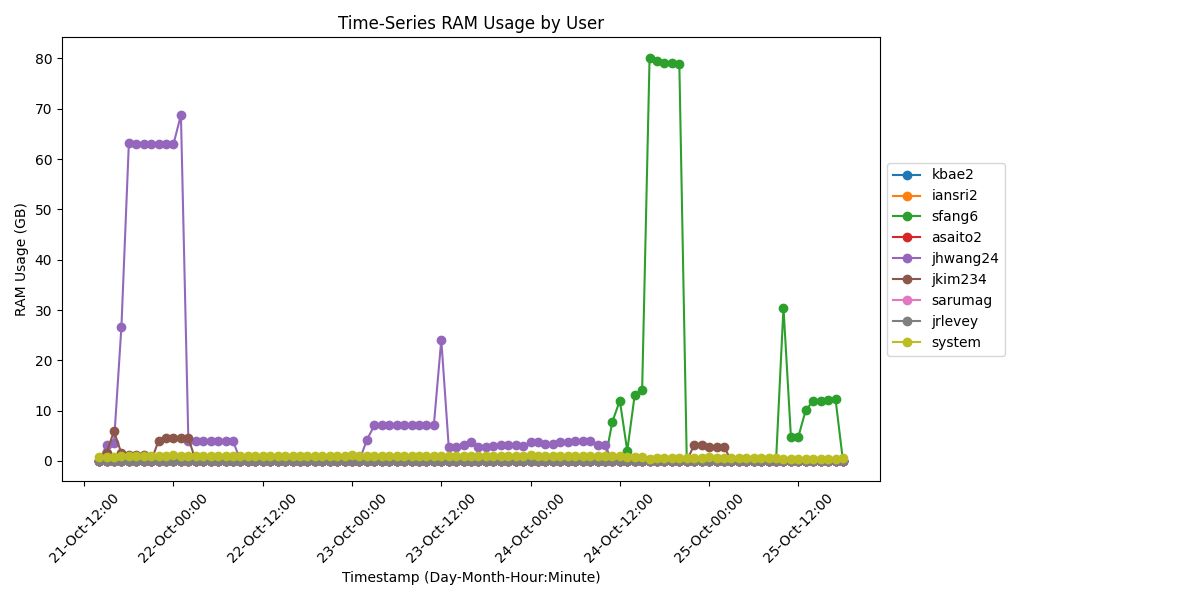 Time-Series RAM Usage by User
RAM Usage (GB)
80
70
60
50
40
30
20
10
0
21-Oct-12:00
22-Oct-00:00
22-Oct-12:00
23-Oct-00:00
23-Oct-12:00
24-Oct-00:00
24-Oct-12:00
25-Oct-00:00
25-Oct-12:00
Timestamp (Day-Month-Hour:Minute)
kbae2
iansri2
sfang6
asaito2
jhwang24
jkim234
sarumag
jrlevey
system